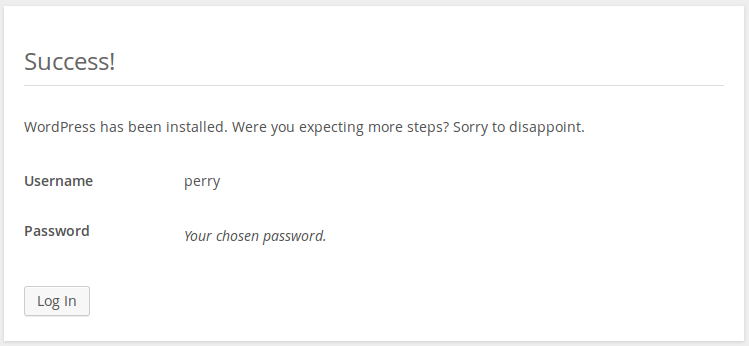 Success!
WordPress has been installed. Were you expecting more steps? Sorry to disappoint.
Username perry
Password Your chosen password.
Log In